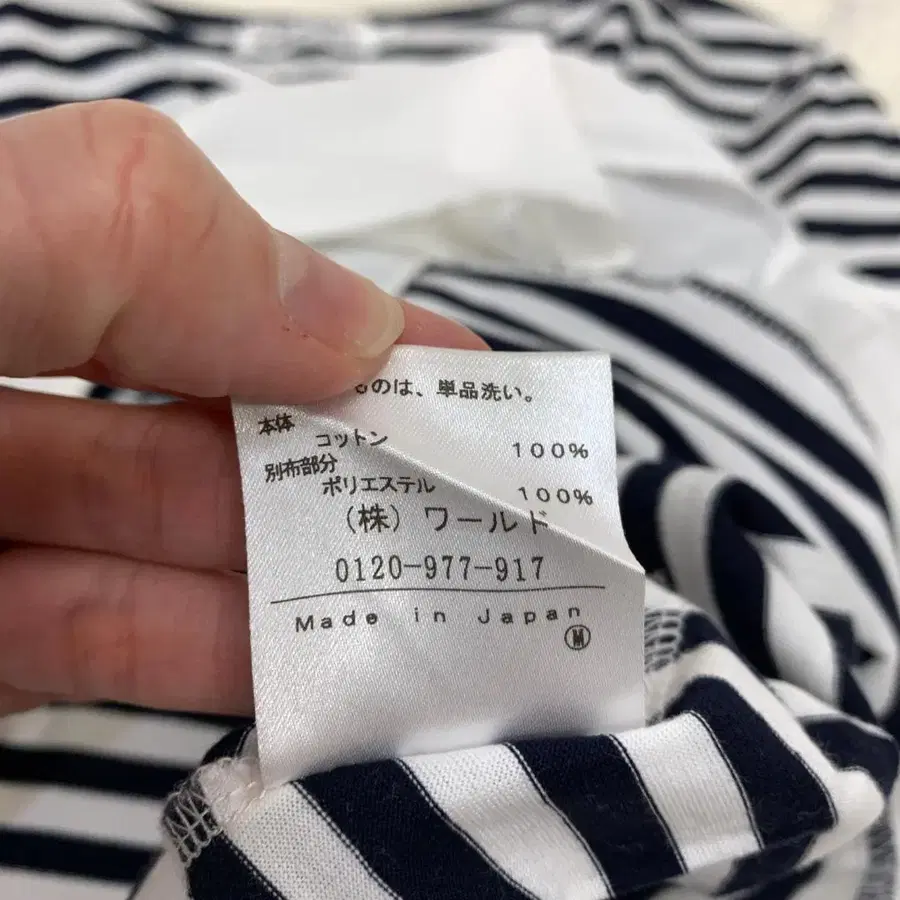 ものは、単品洗い。
本体
コットン 100%
別布部分
ポリエステル 100%
(株)ワールド
0120-977-917
Made in Japan
Ⓜ